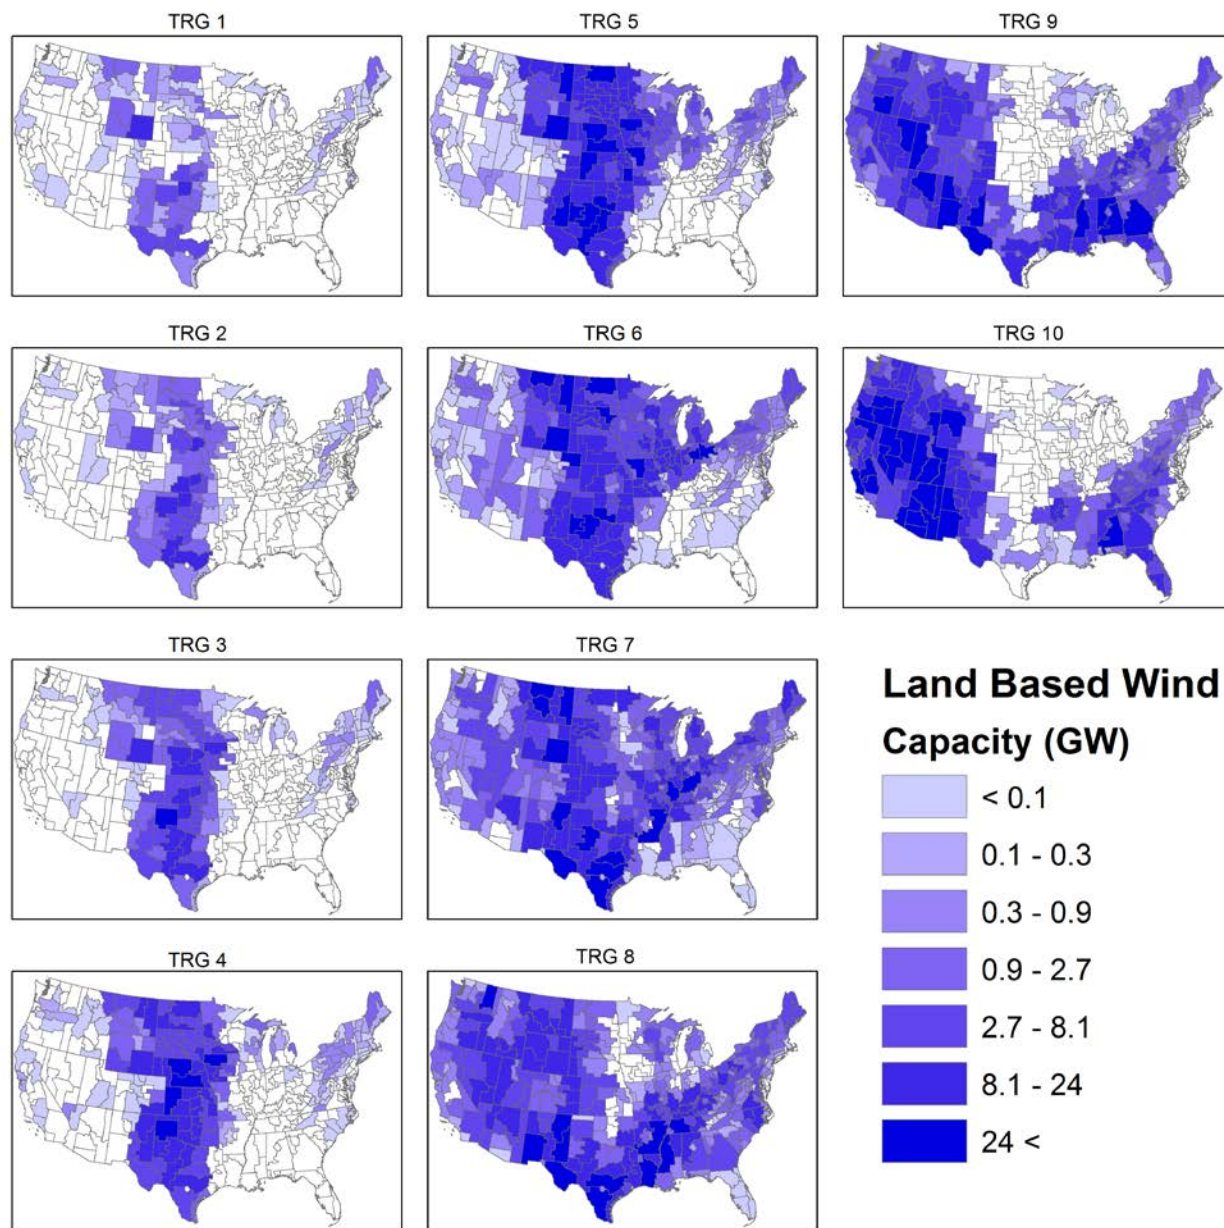 TRG 1
TRG 5
TRG 9
TRG 2
TRG 6
TRG 10
TRG 3
TRG 7
TRG 4
TRG 8
Land Based Wind
Capacity (GW)
< 0.1
0.1 - 0.3
0.3 - 0.9
0.9 - 2.7
2.7 - 8.1
8.1 - 24
24 <